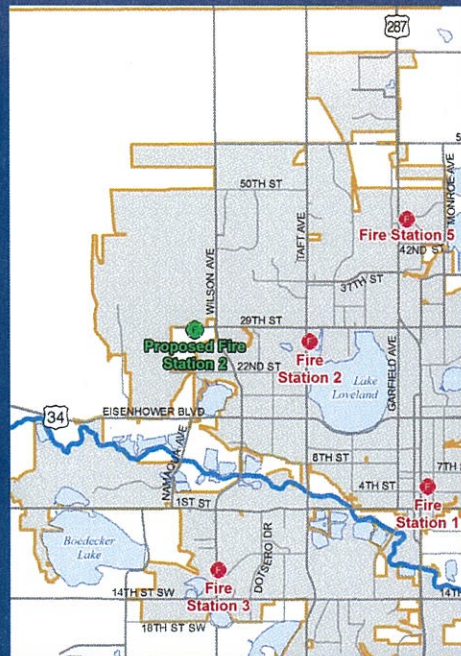 287
5
50TH ST
MONROE AVE
TAFT AVE
Fire Station 5
42ND ST
WILSON AVE
37TH ST
29TH ST
Proposed Fire
Station 2
Fire
Station 2
22ND ST
GARFIELD AVE
Lake
Loveland
EISENHOWER BLVD
34
NAMAQUA AVE
8TH ST
7TH S
4TH ST
1ST ST
Fire
Station 1
Boedecker
Lake
DOTSERO DR
Fire
Station 3
14TH ST SW
14TH
18TH ST SW